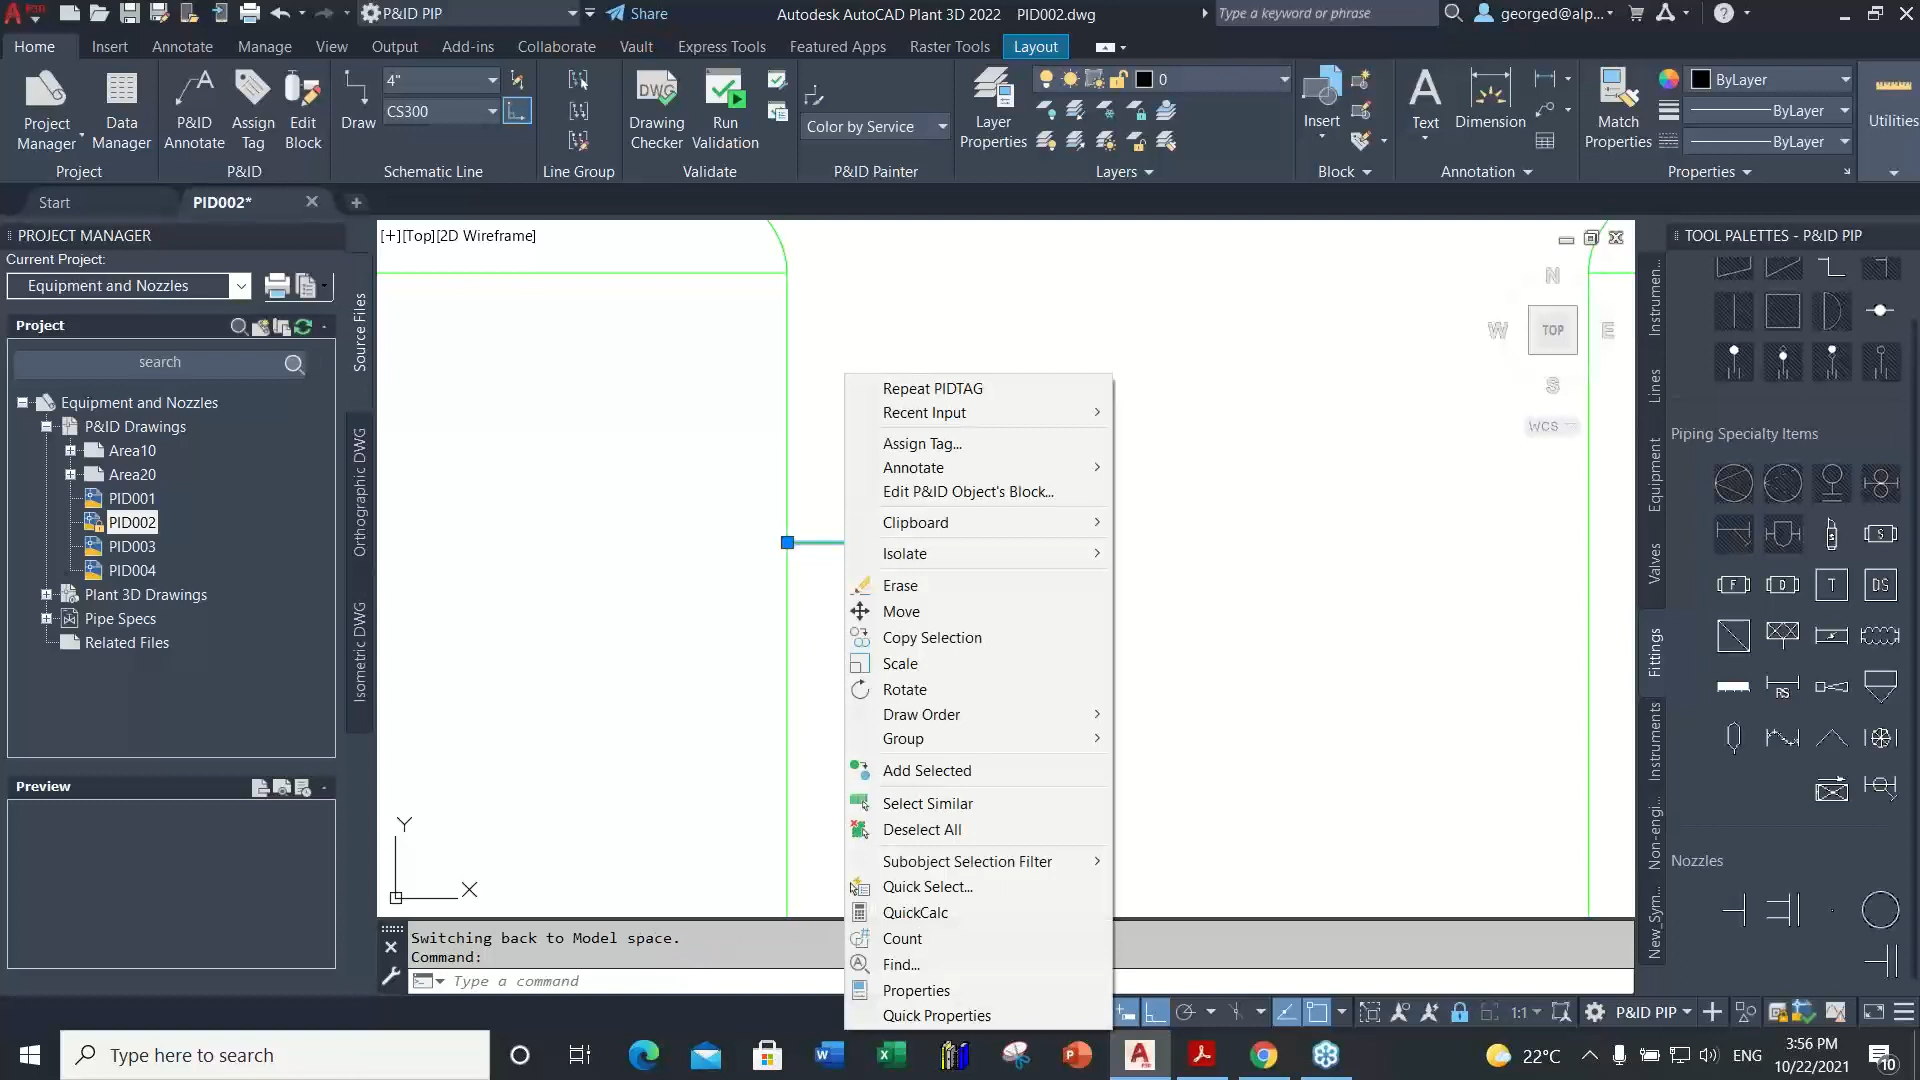 P&ID PIP
Share
Autodesk AutoCAD Plant 3D 2022 PID002.dwg
Type a keyword or phrase
georged@alp...
Home
Insert
Annotate
Manage
View
Output
Add-ins
Collaborate
Vault
Express Tools
Featured Apps
Raster Tools
Layout
Project
Manager
Data
Manager
Project
P&ID
Annotate
Assign
Tag
Edit
Block
P&ID
Draw
4"
CS300
Schematic Line
Line Group
DWG
Drawing
Checker
Run
Validation
Validate
Color by Service
P&ID Painter
Layer
Properties
0
Layers
Insert
Block
Text
Dimension
Annotation
Match
Properties
ByLayer
ByLayer
ByLayer
Properties
Utilities
Start
PID002*
PROJECT MANAGER
Current Project:
Equipment and Nozzles
Project
search
Equipment and Nozzles
P&ID Drawings
Area10
Area20
PID001
PID002
PID003
PID004
Plant 3D Drawings
Pipe Specs
Related Files
Preview
Source Files
Orthographic DWG
Isometric DWG
[+][Top][2D Wireframe]
N
W
TOP
E
S
WCS
Y
X
Repeat PIDTAG
Recent Input
Assign Tag...
Annotate
Edit P&ID Object's Block...
Clipboard
Isolate
Erase
Move
Copy Selection
Scale
Rotate
Draw Order
Group
Add Selected
Select Similar
Deselect All
Subobject Selection Filter
Quick Select...
QuickCalc
Count
Find...
Properties
Quick Properties
Switching back to Model space.
Command:
Type a command
TOOL PALETTES - P&ID PIP
Instrumen...
Lines
Equipment
Valves
Fittings
Instruments
Non-engi...
New_Sym...
Piping Specialty Items
S
F
D
T
DS
RS
Nozzles
1:1
P&ID PIP
Type here to search
22°C
ENG
3:56 PM
10/22/2021
10